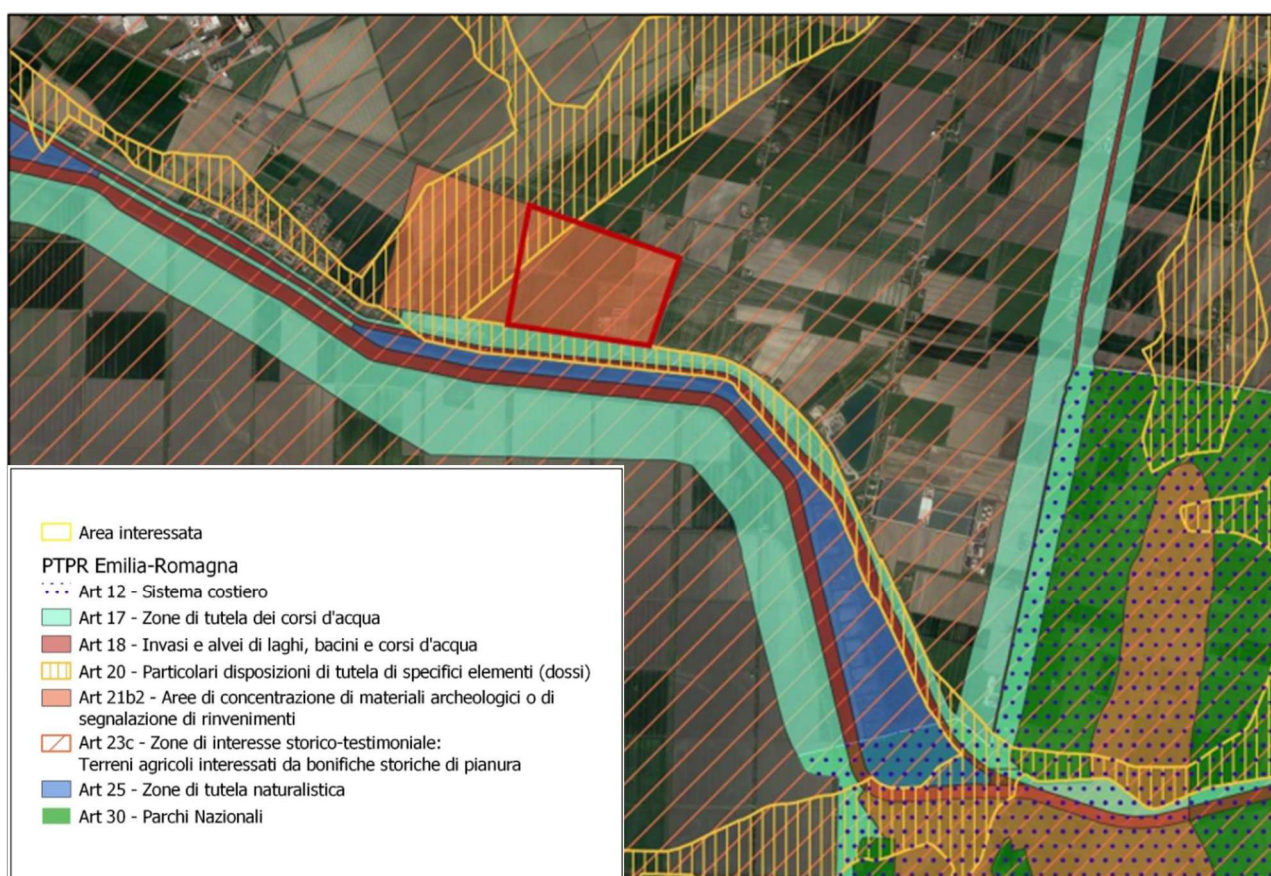 Area interessata
PTPR Emilia-Romagna
Art 12 - Sistema costiero
Art 17 - Zone di tutela dei corsi d'acqua
Art 18 - Invasi e alvei di laghi, bacini e corsi d'acqua
Art 20 - Particolari disposizioni di tutela di specifici elementi (dossi)
Art 21b2 - Aree di concentrazione di materiali archeologici o di
segnalazione di rinvenimenti
Art 23c - Zone di interesse storico-testimoniale:
Terreni agricoli interessati da bonifiche storiche di pianura
Art 25 - Zone di tutela naturalistica
Art 30 - Parchi Nazionali